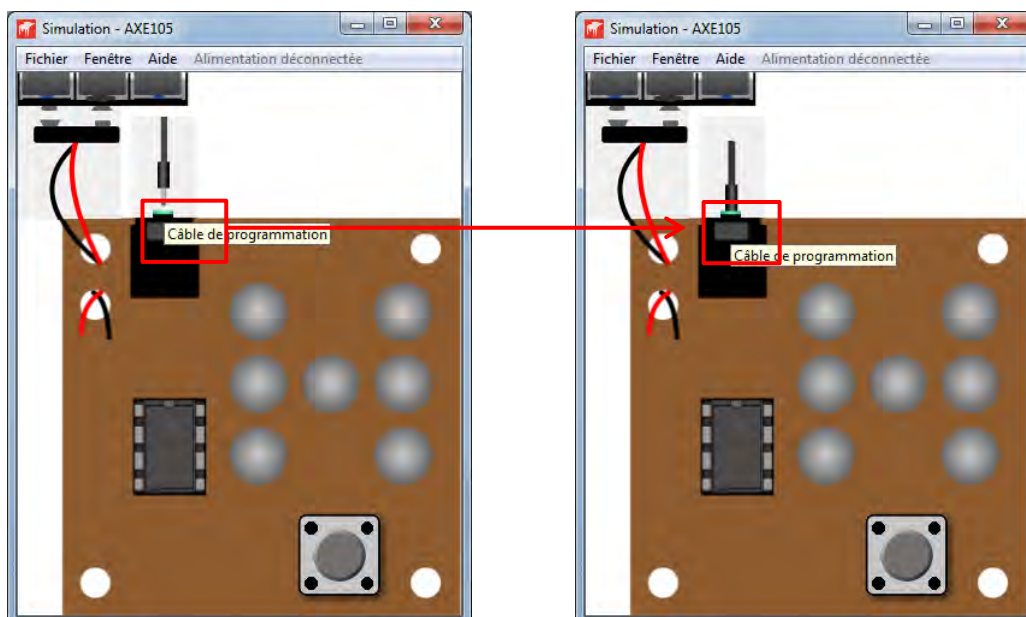 Simulation - AXE105
Fichier Fenêtre Aide Alimentation déconnectée
Câble de programmation
Simulation - AXE105
Fichier Fenêtre Aide Alimentation déconnectée
Câble de programmation